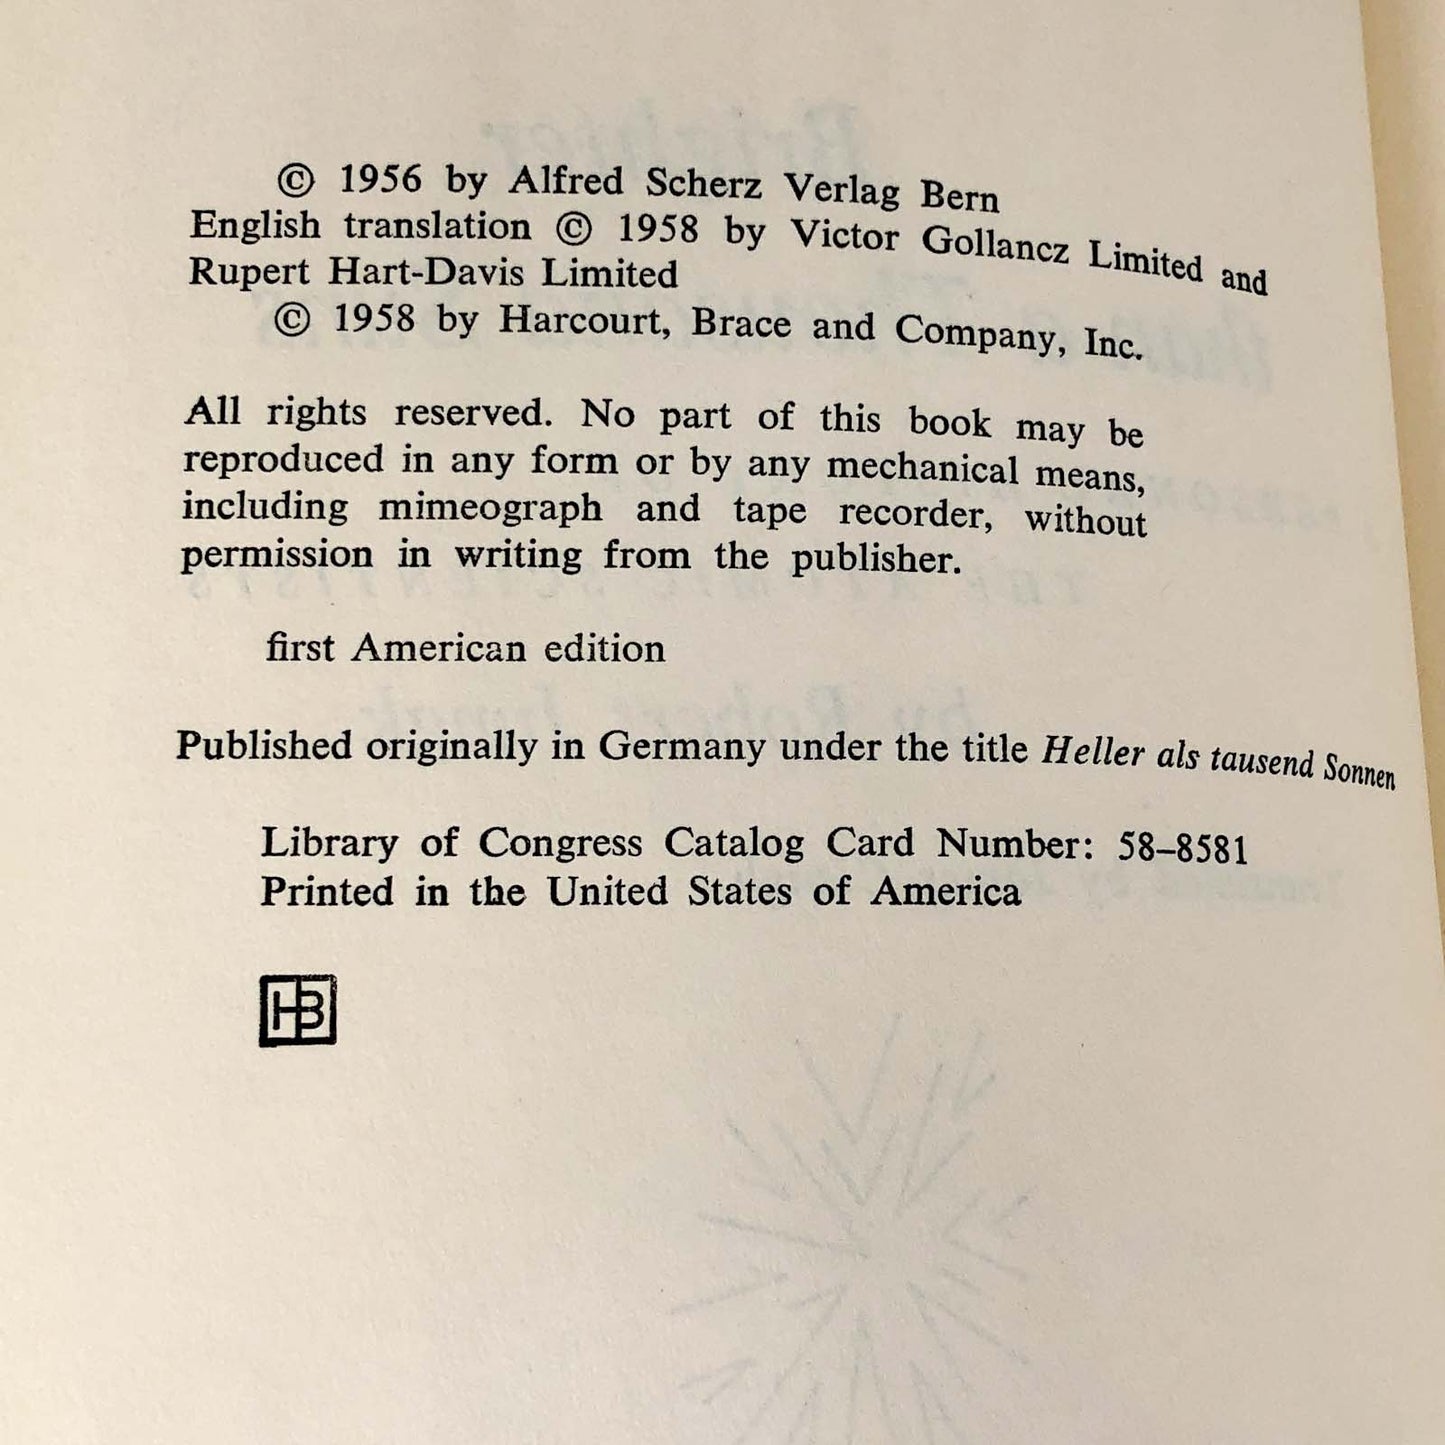 © 1956 by Alfred Scherz Verlag Bern
English translation © 1958 by Victor Gollancz Limited and
Rupert Hart-Davis Limited
© 1958 by Harcourt, Brace and Company, Inc.
All rights reserved. No part of this book may be
reproduced in any form or by any mechanical means,
including mimeograph and tape recorder, without
permission in writing from the publisher.
first American edition
Published originally in Germany under the title Heller als tausend Sonnen
Library of Congress Catalog Card Number: 58–8581
Printed in the United States of America
HB